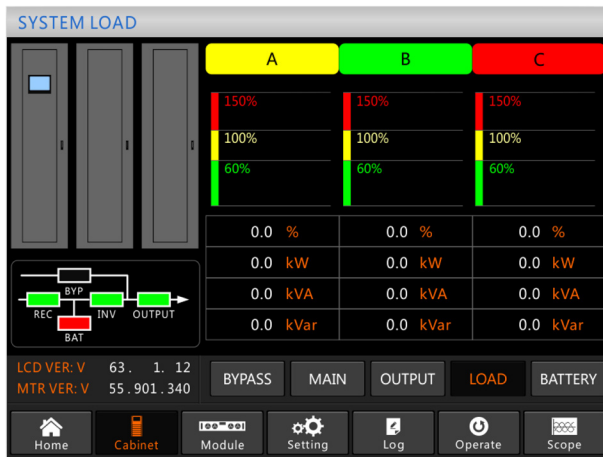 SYSTEM LOAD
A B C
150% 150% 150%
100% 100% 100%
60% 60% 60%
0.0 % 0.0 % 0.0 %
0.0 kW 0.0 kW 0.0 kW
0.0 kVA 0.0 kVA 0.0 kVA
0.0 kVar 0.0 kVar 0.0 kVar
BYP
REC INV OUTPUT
BAT
LCD VER: V 63. 1. 12
MTR VER: V 55.901.340
BYPASS MAIN OUTPUT LOAD BATTERY
Home Cabinet Module Setting Log Operate Scope